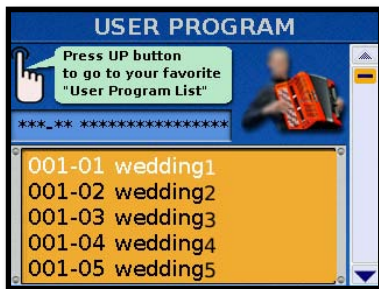 USER PROGRAM
Press UP button
to go to your favorite
"User Program List"
***-** ****************
001-01 wedding1
001-02 wedding2
001-03 wedding3
001-04 wedding4
001-05 wedding5